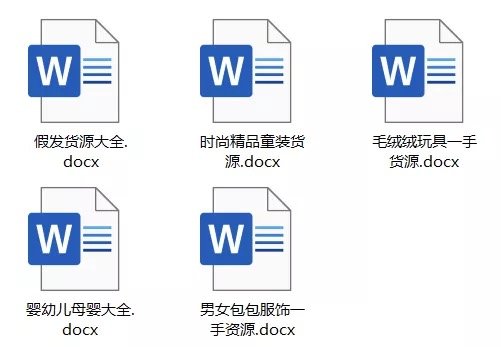 W
W
W
假发货源大全.
docx
时尚精品童装货
源.docx
毛绒绒玩具一手
货源.docx
W
W
婴幼儿母婴大全.
docx
男女包包服饰一
手资源.docx